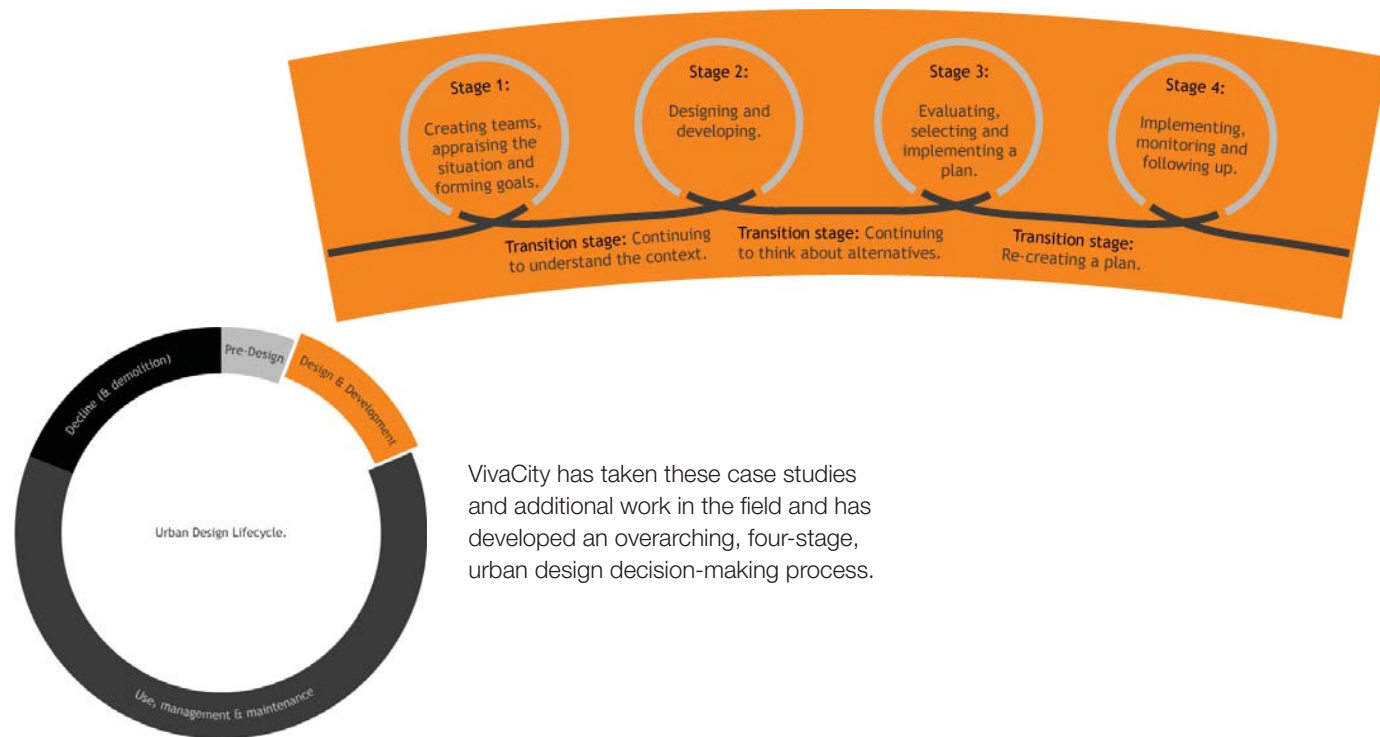 Stage 1:
Creating teams,
appraising the
situation and
forming goals.
Stage 2:
Designing and
developing.
Stage 3:
Evaluating,
selecting and
implementing a
plan.
Stage 4:
Implementing,
monitoring and
following up.
Transition stage: Continuing
to understand the context.
Transition stage: Continuing
to think about alternatives.
Transition stage:
Re-creating a plan.
Pre-Design
Design & Development
Decline (& demolition)
Urban Design Lifecycle.
Use, management & maintenance
VivaCity has taken these case studies
and additional work in the field and has
developed an overarching, four-stage,
urban design decision-making process.